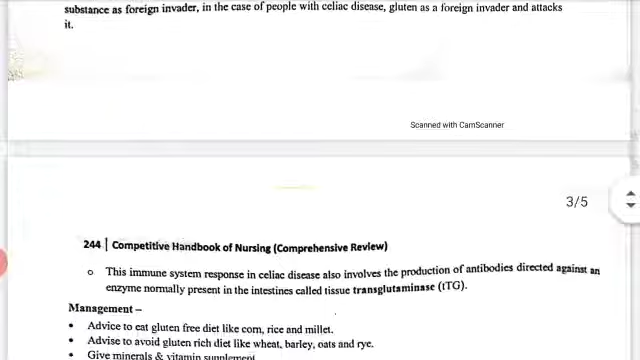 substance as foreign invader, in the case of people with celiac disease, gluten as a foreign invader and attacks
it.
Scanned with CamScanner
3/5
244 | Competitive Handbook of Nursing (Comprehensive Review)
o This immune system response in celiac disease also involves the production of antibodies directed against an
enzyme normally present in the intestines called tissue transglutaminase (tTG).
Management –
• Advice to eat gluten free diet like corn, rice and millet.
• Advise to avoid gluten rich diet like wheat, barley, oats and rye.
• Give minerals & vitamin supplement